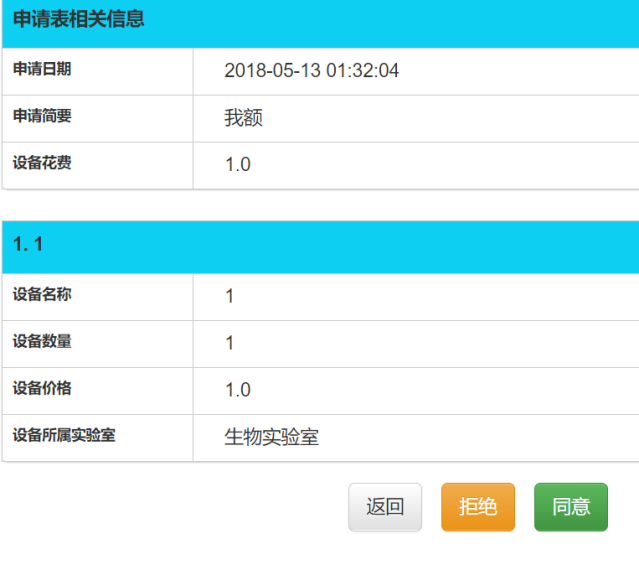 申请表相关信息
申请日期 2018-05-13 01:32:04
申请简要 我额
设备花费 1.0
1. 1
设备名称 1
设备数量 1
设备价格 1.0
设备所属实验室 生物实验室
返回 拒绝 同意